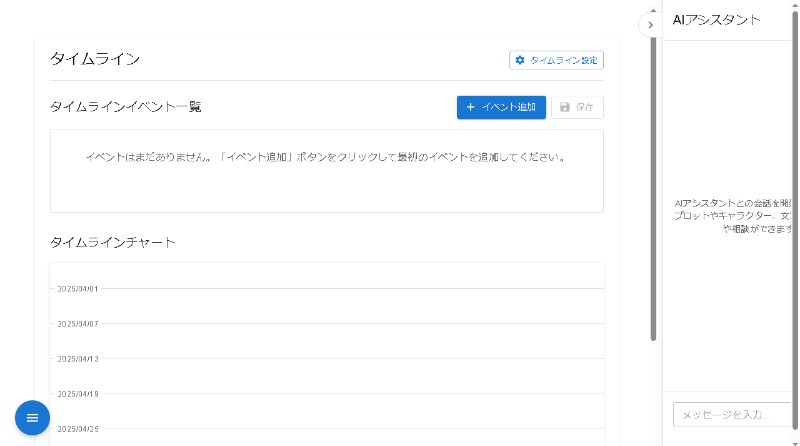 タイムライン
タイムライン設定
タイムラインイベント一覧
イベント追加
保存
イベントはまだありません。「イベント追加」ボタンをクリックして最初のイベントを追加してください。
タイムラインチャート
2025/04/01
2025/04/07
2025/04/13
2025/04/19
2025/04/25
AIアシスタント
AIアシスタントとの会話を開
プロットやキャラクター、文
や相談ができます
メッセージを入力